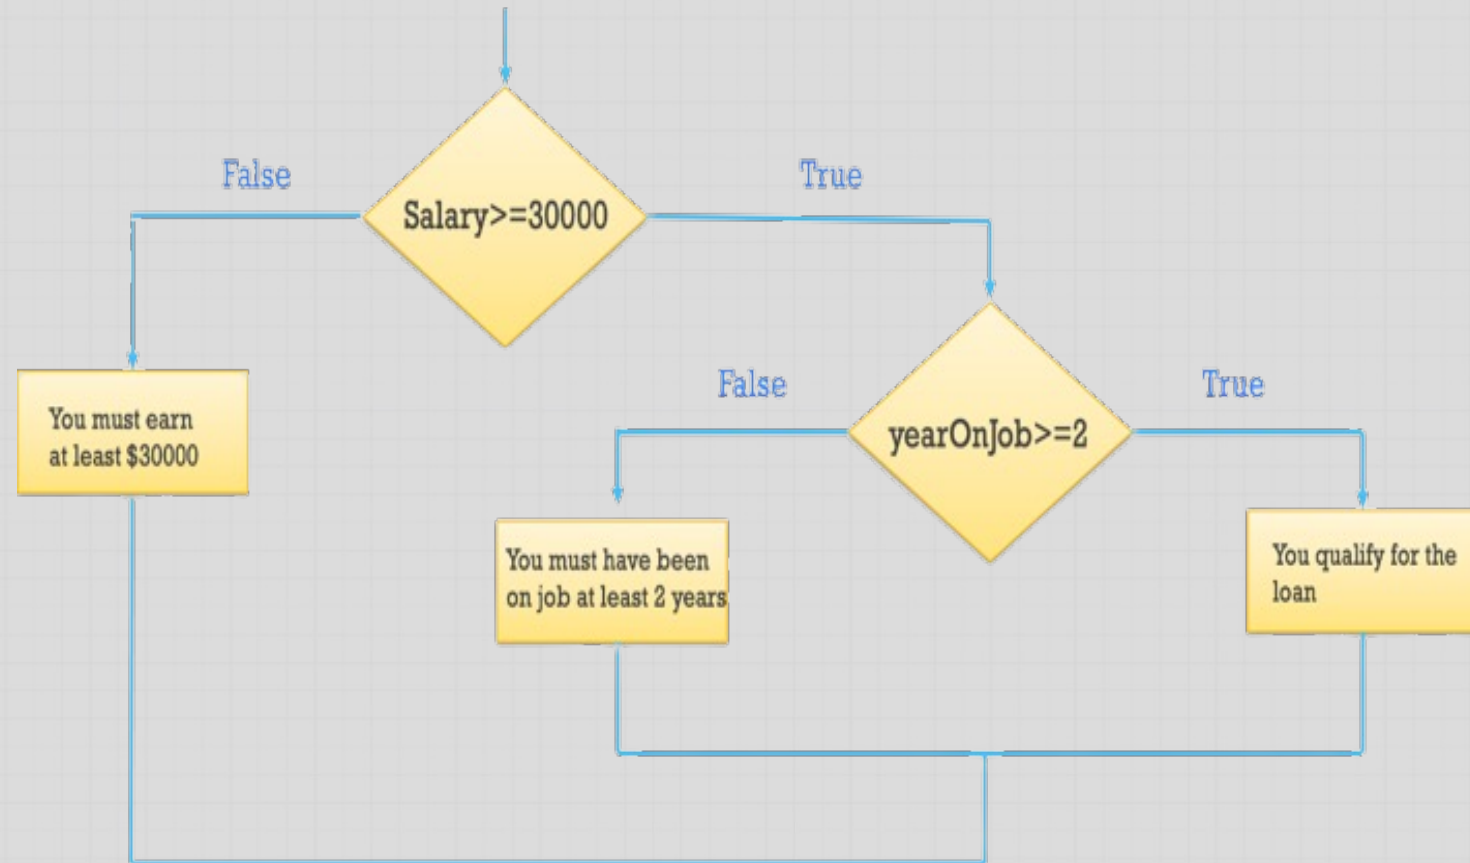 False
True
Salary>=30000
False
True
You must earn
at least $30000
yearOnJob>=2
You must have been
on job at least 2 years
You qualify for the
loan